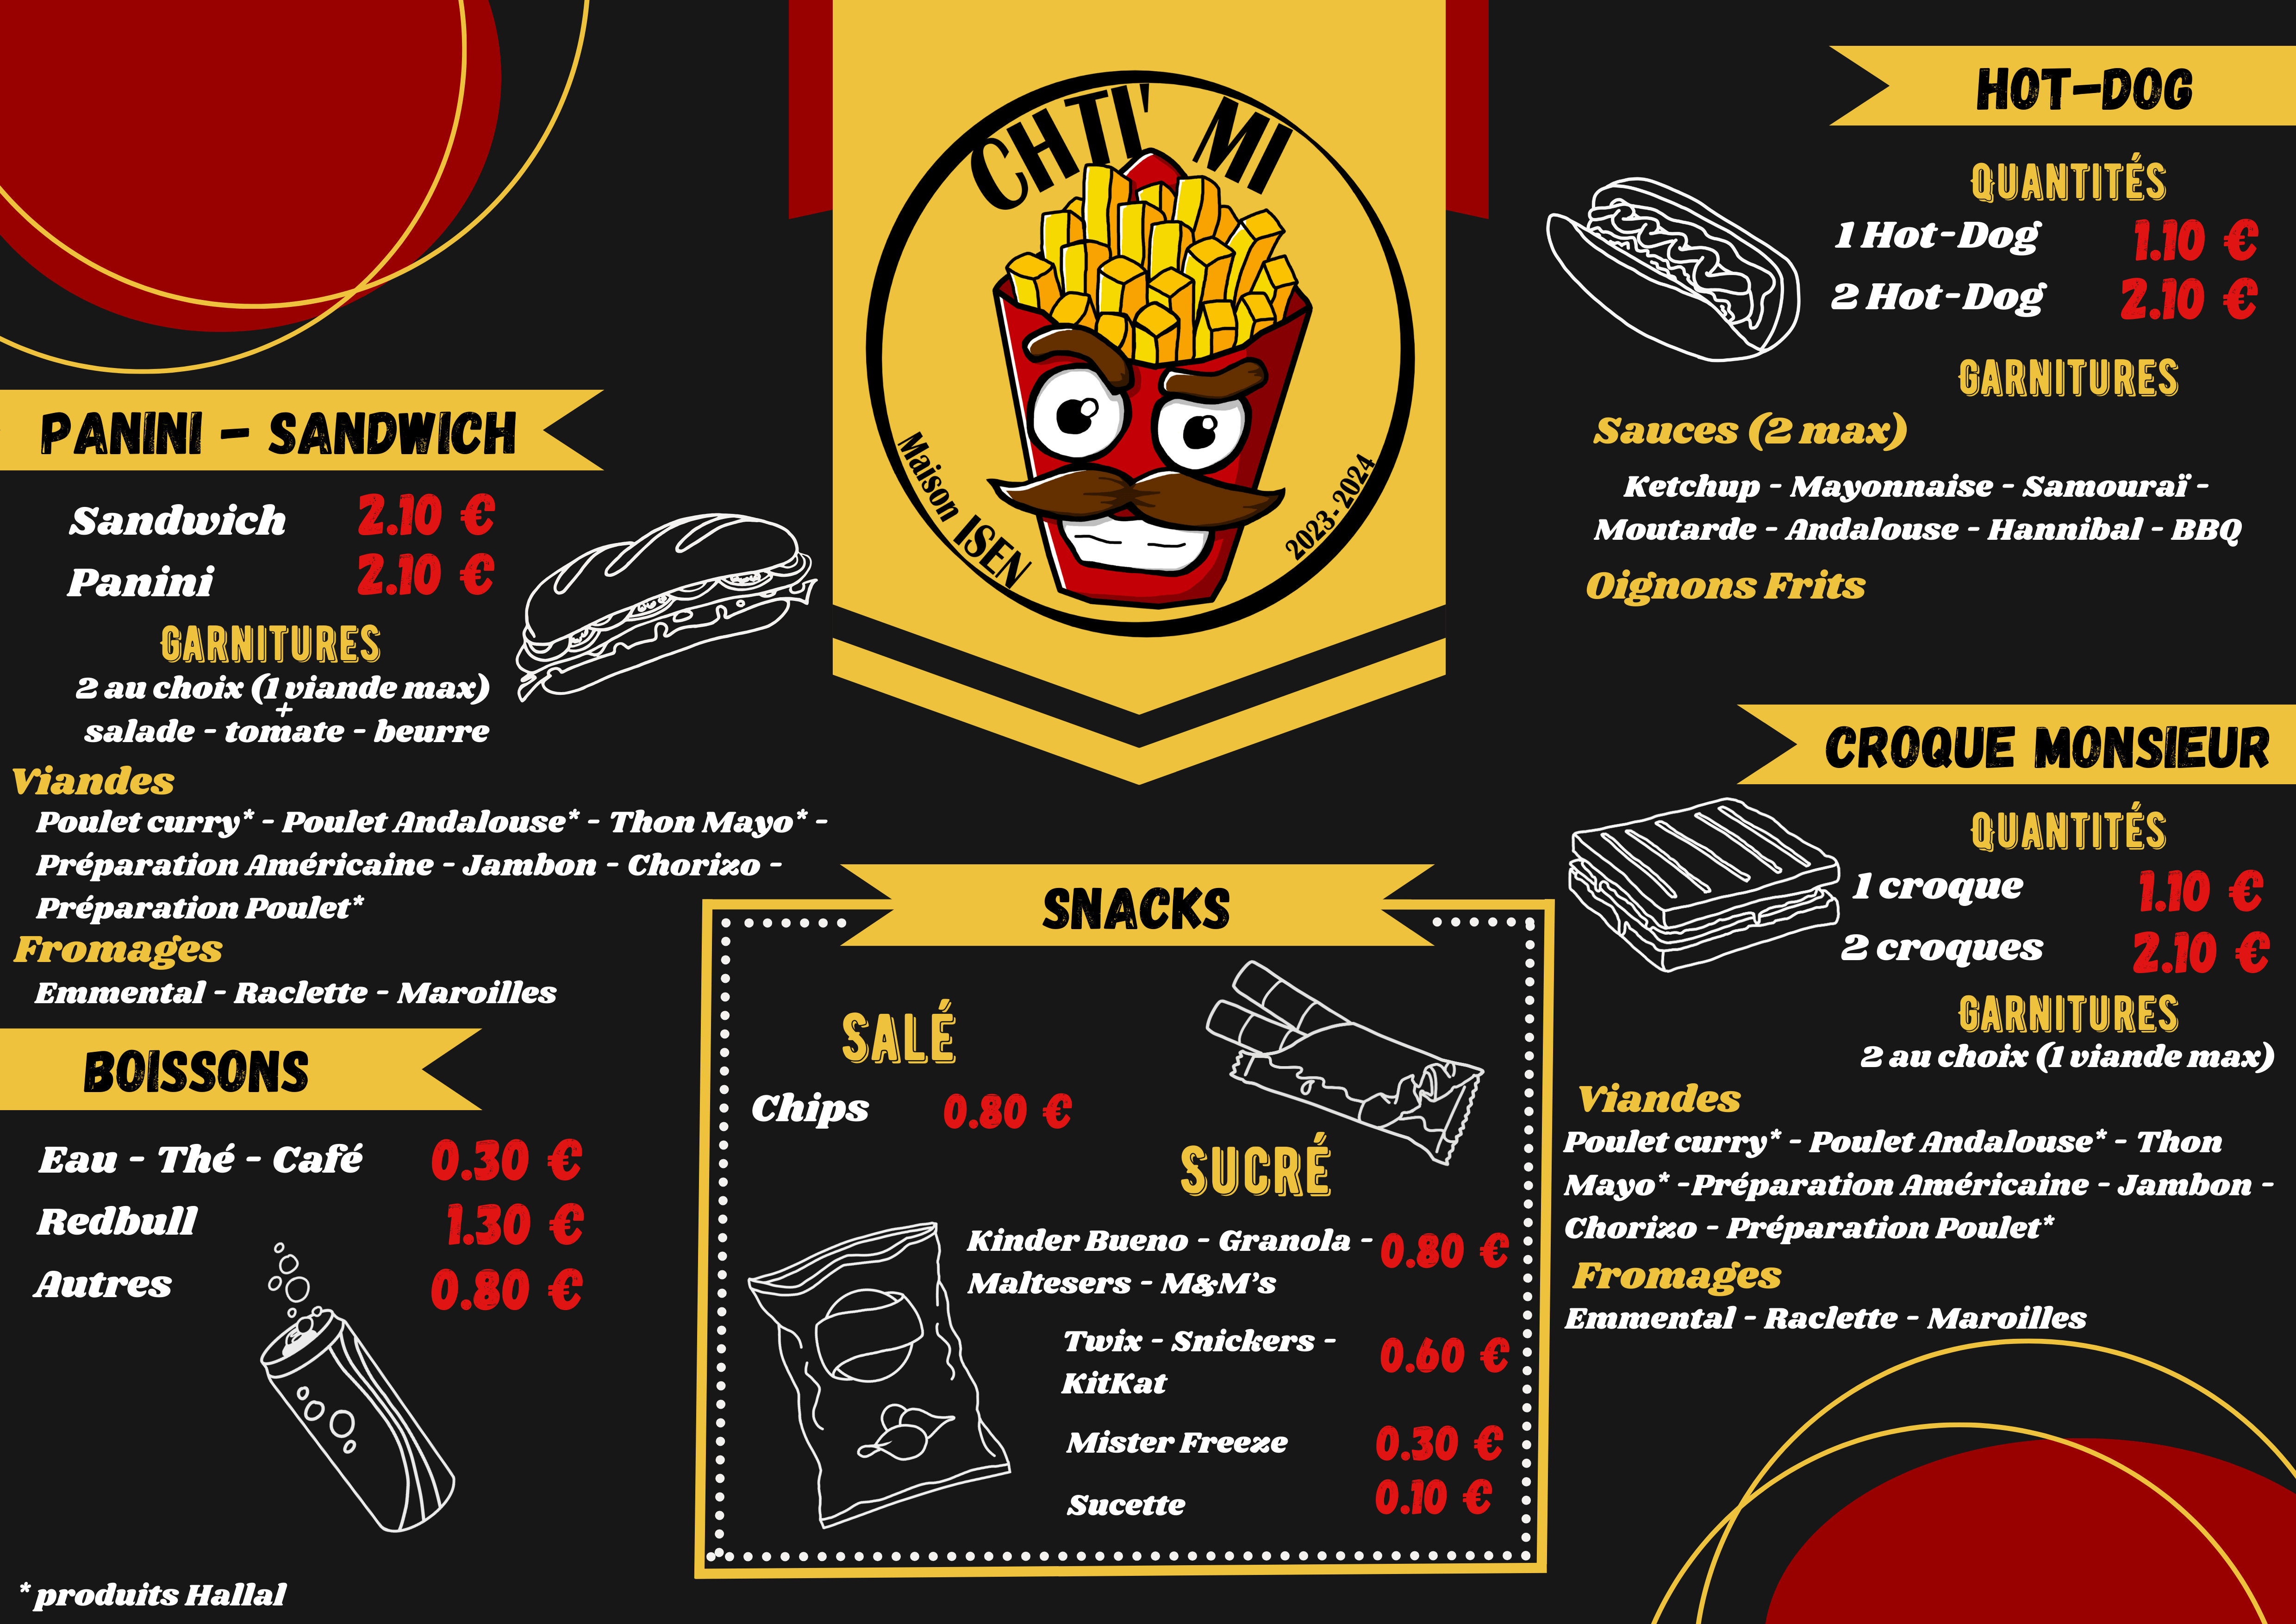 CHTI' MI
Maison ISEN
2023-2024
PANINI - SANDWICH
Sandwich 2.10 €
Panini 2.10 €
GARNITURES
2 au choix (1 viande max)
+
salade - tomate - beurre
Viandes
Poulet curry* - Poulet Andalouse* - Thon Mayo* -
Préparation Américaine - Jambon - Chorizo -
Préparation Poulet*
Fromages
Emmental - Raclette - Maroilles
BOISSONS
Eau - Thé - Café 0.30 €
Redbull 1.30 €
Autres 0.80 €
* produits Hallal
SNACKS
SALÉ
Chips 0.80 €
SUCRÉ
Kinder Bueno - Granola - 0.80 €
Maltesers - M&M's
Twix - Snickers - 0.60 €
KitKat
Mister Freeze 0.30 €
Sucette 0.10 €
HOT-DOG
QUANTITÉS
1 Hot-Dog 1.10 €
2 Hot-Dog 2.10 €
GARNITURES
Sauces (2 max)
Ketchup - Mayonnaise - Samouraï -
Moutarde - Andalouse - Hannibal - BBQ
Oignons Frits
CROQUE MONSIEUR
QUANTITÉS
1 croque 1.10 €
2 croques 2.10 €
GARNITURES
2 au choix (1 viande max)
Viandes
Poulet curry* - Poulet Andalouse* - Thon
Mayo* -Préparation Américaine - Jambon -
Chorizo - Préparation Poulet*
Fromages
Emmental - Raclette - Maroilles